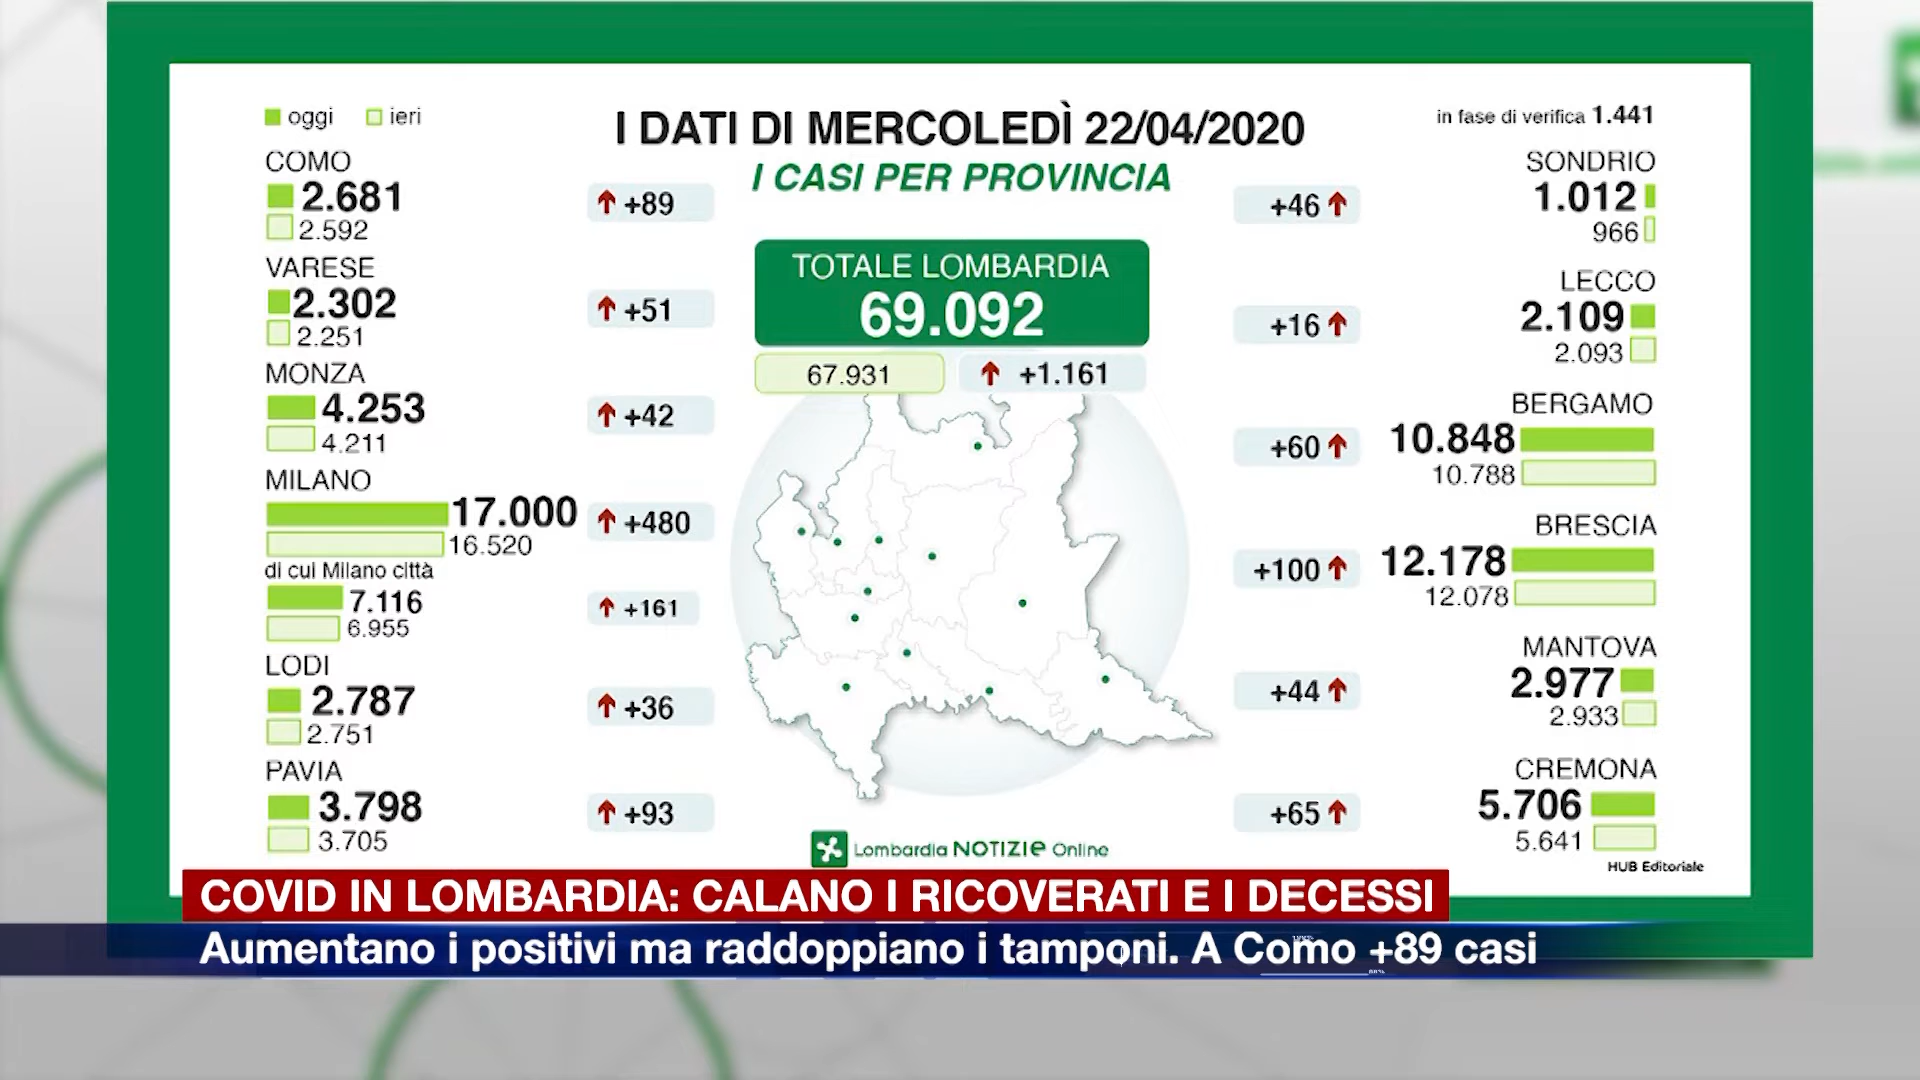 oggi ieri
I DATI DI MERCOLEDÌ 22/04/2020
I CASI PER PROVINCIA
in fase di verifica 1.441
COMO
2.681
2.592
+89
VARESE
2.302
2.251
+51
MONZA
4.253
4.211
+42
MILANO
17.000
16.520
+480
di cui Milano città
7.116
6.955
+161
LODI
2.787
2.751
+36
PAVIA
3.798
3.705
+93
TOTALE LOMBARDIA
69.092
67.931
+1.161
SONDRIO
+46
1.012
966
LECCO
+16
2.109
2.093
BERGAMO
+60
10.848
10.788
BRESCIA
+100
12.178
12.078
MANTOVA
+44
2.977
2.933
CREMONA
+65
5.706
5.641
Lombardia NOTIZIE Online
HUB Editoriale
COVID IN LOMBARDIA: CALANO I RICOVERATI E I DECESSI
Aumentano i positivi ma raddoppiano i tamponi. A Como +89 casi